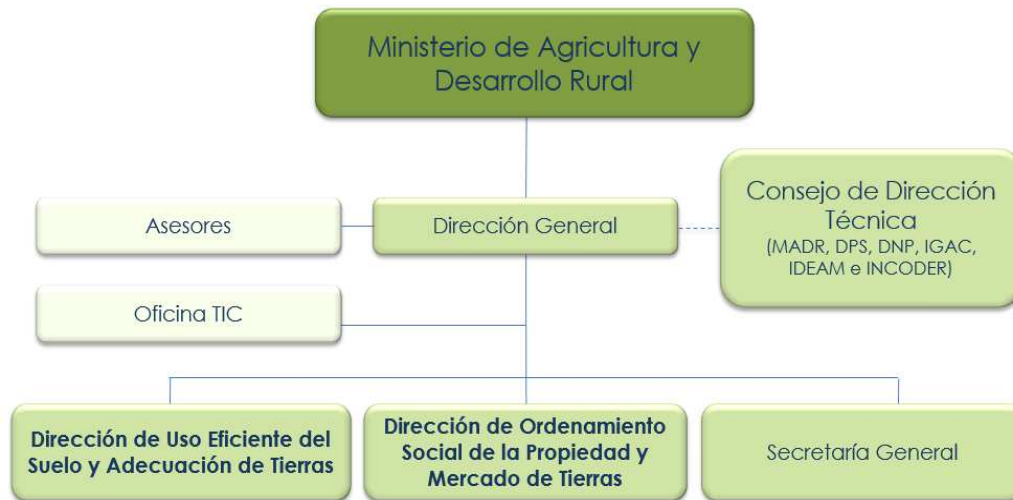 Ministerio de Agricultura y
Desarrollo Rural
Asesores
Dirección General
Consejo de Dirección
Técnica
(MADR, DPS, DNP, IGAC,
IDEAM e INCODER)
Oficina TIC
Dirección de Uso Eficiente del
Suelo y Adecuación de Tierras
Dirección de Ordenamiento
Social de la Propiedad y
Mercado de Tierras
Secretaría General